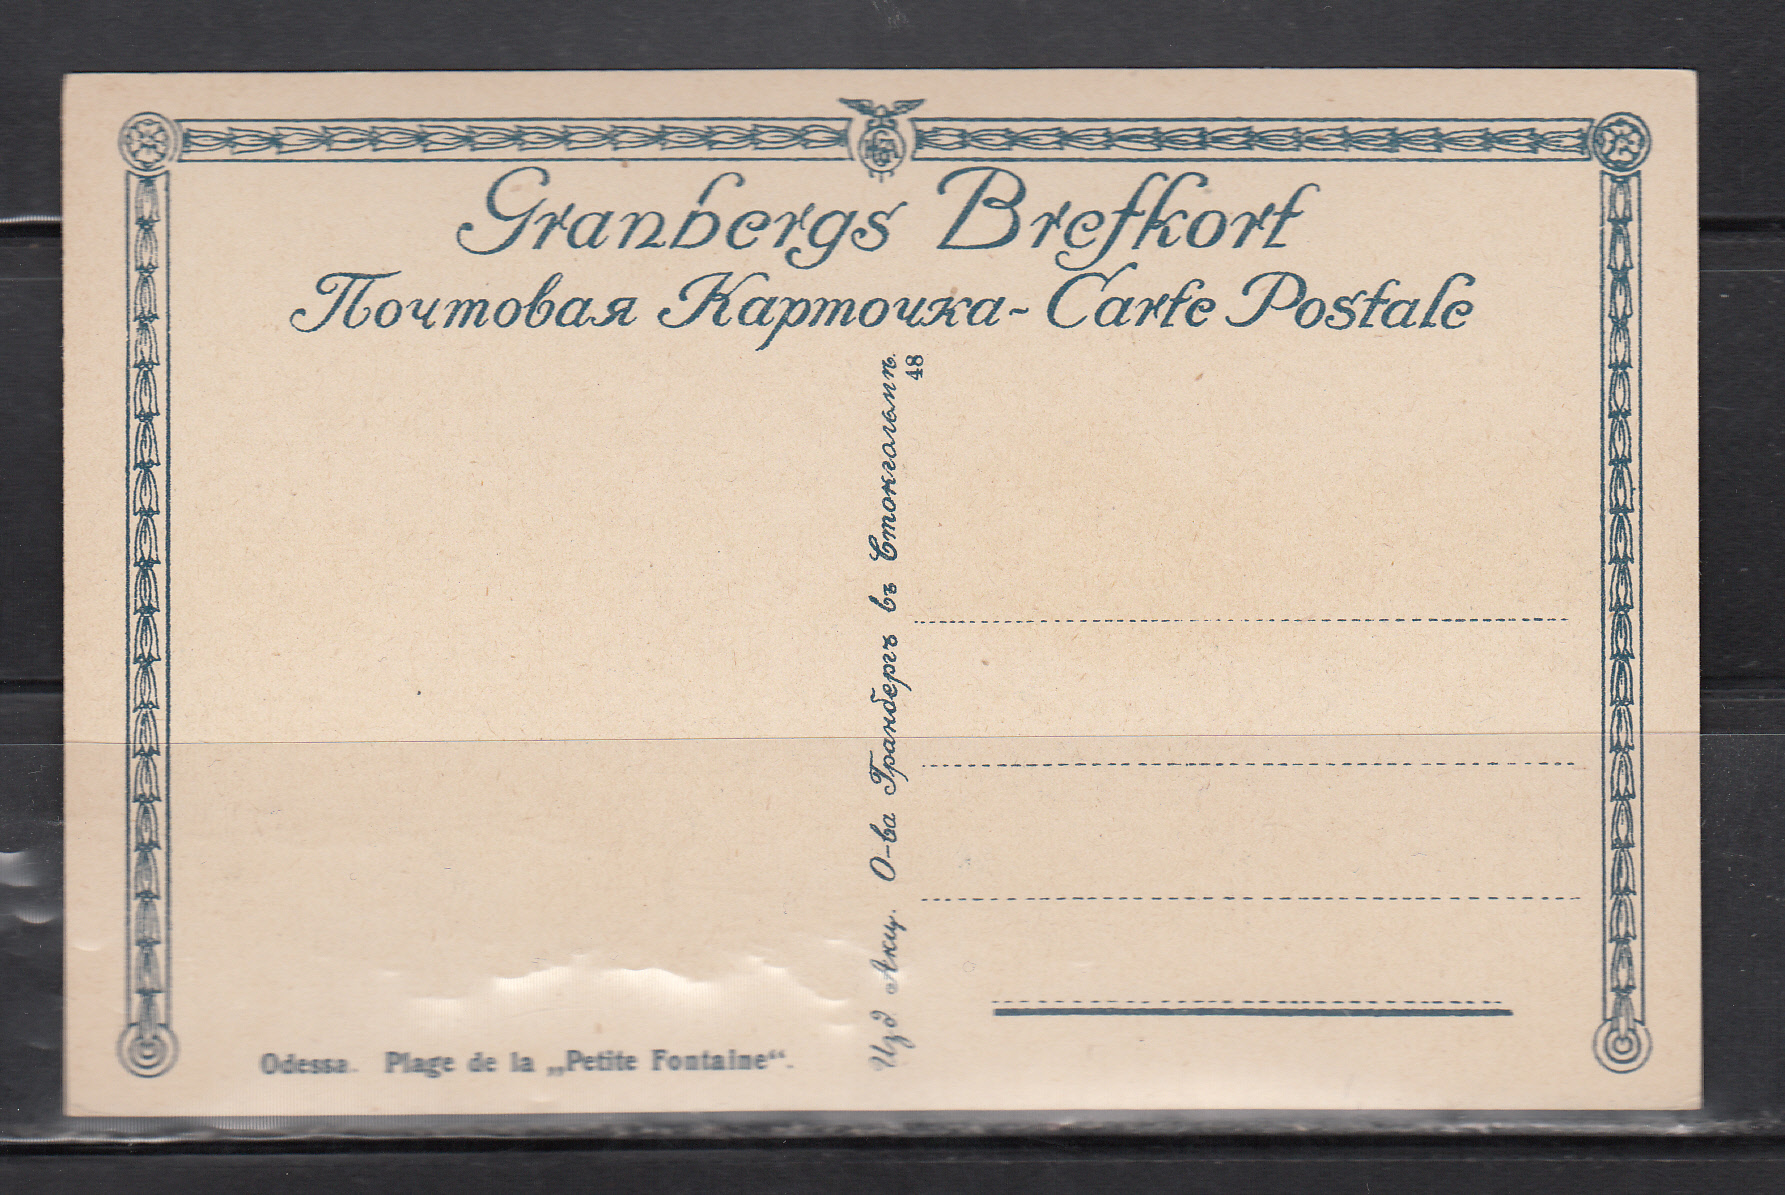 Granbergs Brefkort
Почтовая Карточка - Carte Postale
Изд Акц. О-ва Гранбергъ въ Стокгольмѣ.
48
Odessa. Plage de la „Petite Fontaine“.